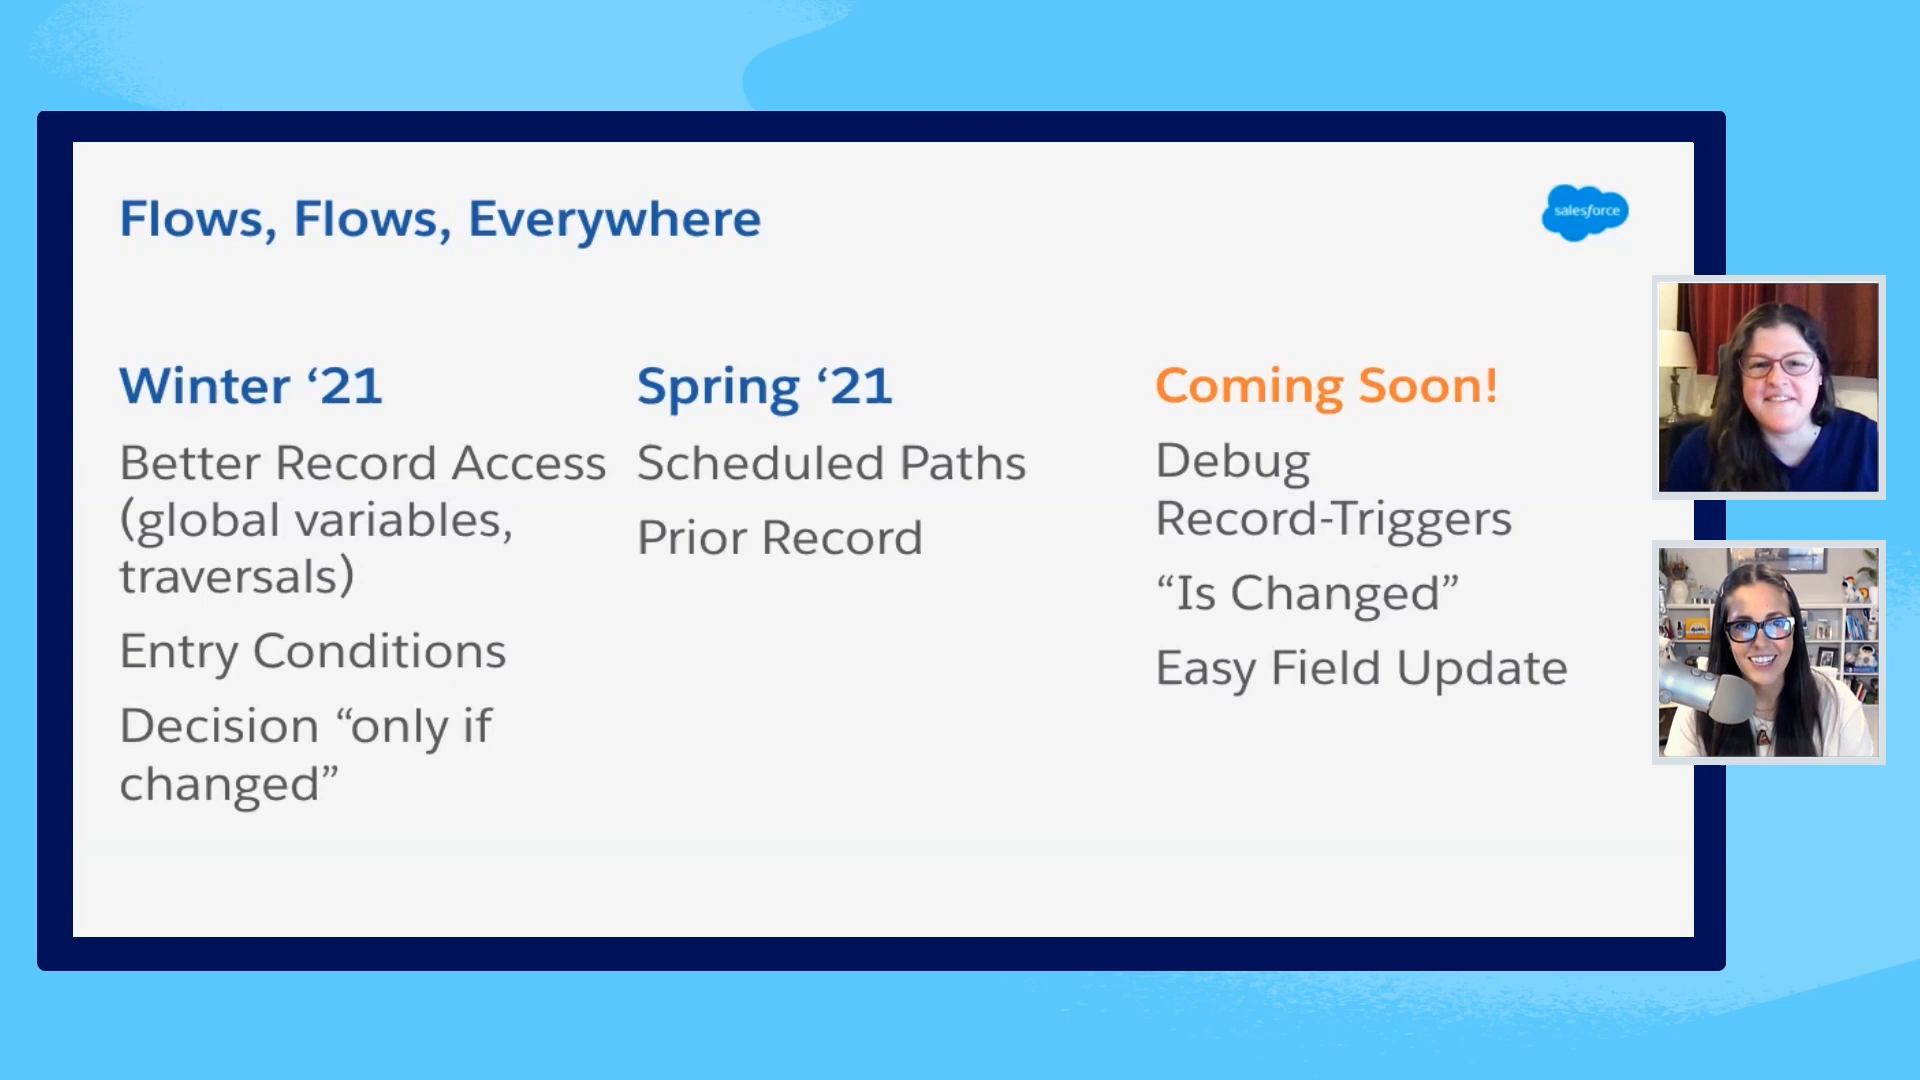 Flows, Flows, Everywhere
salesforce
Winter ‘21
Better Record Access
(global variables,
traversals)
Entry Conditions
Decision “only if
changed”
Spring ‘21
Scheduled Paths
Prior Record
Coming Soon!
Debug
Record-Triggers
“Is Changed”
Easy Field Update